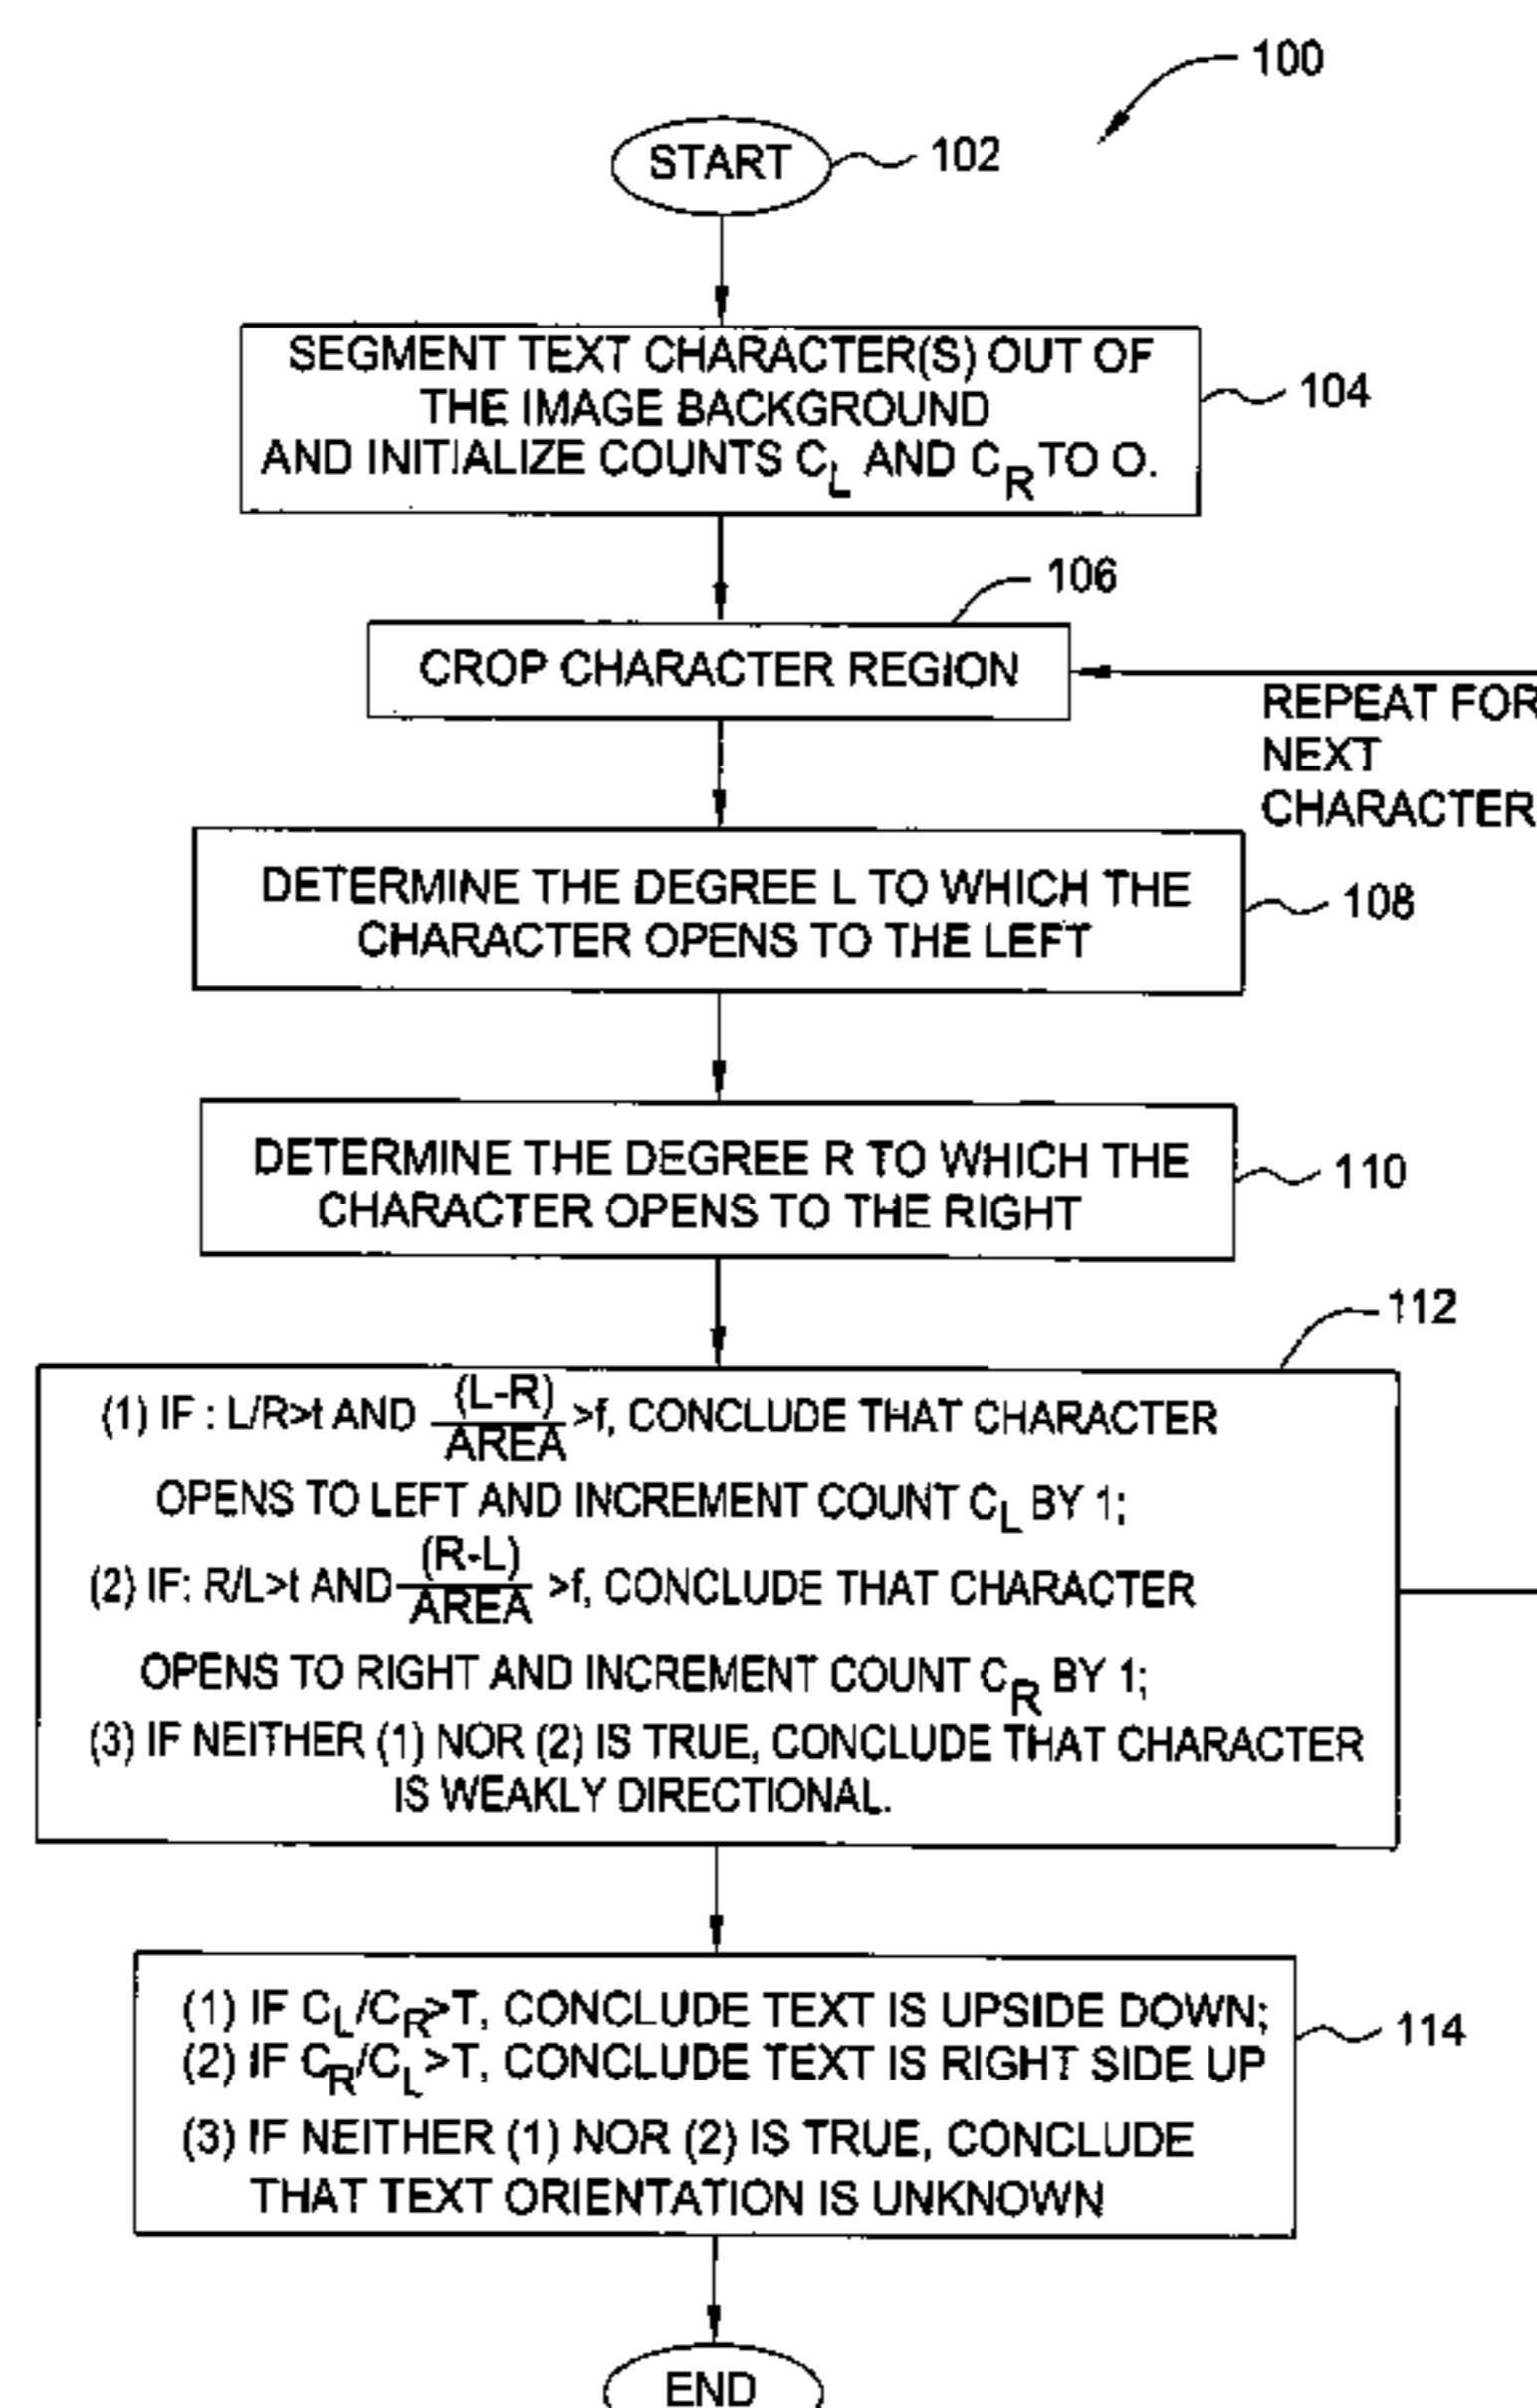 100
START
102
SEGMENT TEXT CHARACTER(S) OUT OF
THE IMAGE BACKGROUND
AND INITIALIZE COUNTS CL AND CR TO O.
104
106
CROP CHARACTER REGION
REPEAT FOR
NEXT
CHARACTER
DETERMINE THE DEGREE L TO WHICH THE
CHARACTER OPENS TO THE LEFT
108
DETERMINE THE DEGREE R TO WHICH THE
CHARACTER OPENS TO THE RIGHT
110
112
(1) IF : L/R>t AND (L-R)/AREA >f, CONCLUDE THAT CHARACTER
OPENS TO LEFT AND INCREMENT COUNT CL BY 1;
(2) IF: R/L>t AND (R-L)/AREA >f, CONCLUDE THAT CHARACTER
OPENS TO RIGHT AND INCREMENT COUNT CR BY 1;
(3) IF NEITHER (1) NOR (2) IS TRUE, CONCLUDE THAT CHARACTER
IS WEAKLY DIRECTIONAL.
(1) IF CL/CR>T, CONCLUDE TEXT IS UPSIDE DOWN;
(2) IF CR/CL>T, CONCLUDE TEXT IS RIGHT SIDE UP
(3) IF NEITHER (1) NOR (2) IS TRUE, CONCLUDE
THAT TEXT ORIENTATION IS UNKNOWN
114
END